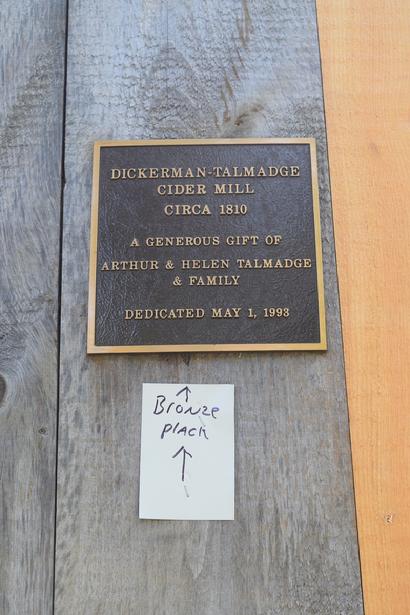 DICKERMAN-TALMADGE
CIDER MILL
CIRCA 1810
A GENEROUS GIFT OF
ARTHUR & HELEN TALMADGE
& FAMILY
DEDICATED MAY 1, 1993
Bronze
plack